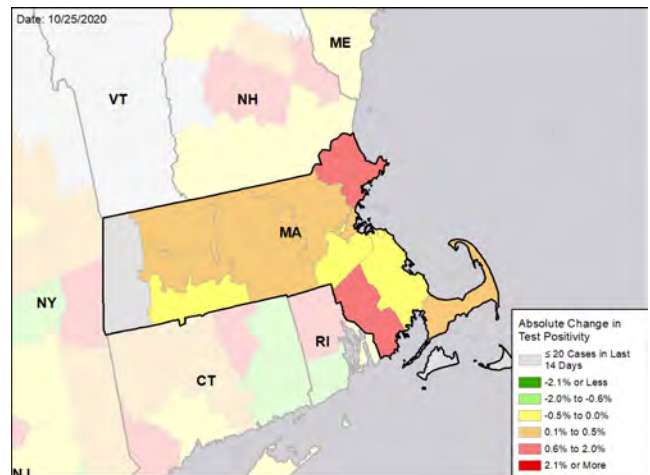 Date: 10/25/2020
ME
VT
NH
MA
NY
CT
RI
NJ
Absolute Change in
Test Positivity
≤ 20 Cases in Last
14 Days
-2.1% or Less
-2.0% to -0.6%
-0.5% to 0.0%
0.1% to 0.5%
0.6% to 2.0%
2.1% or More